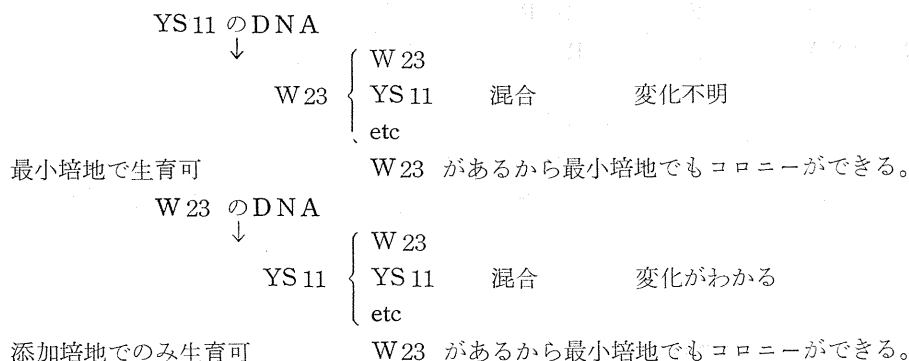 YS11のDNA
↓
W23
W23 YS11 混合 変化不明
etc
最小培地で生育可 W23 があるから最小培地でもコロニーができる。
W23 のDNA
↓
W23
YS11 YS11 混合 変化がわかる
etc
添加培地でのみ生育可 W23 があるから最小培地でもコロニーができる。